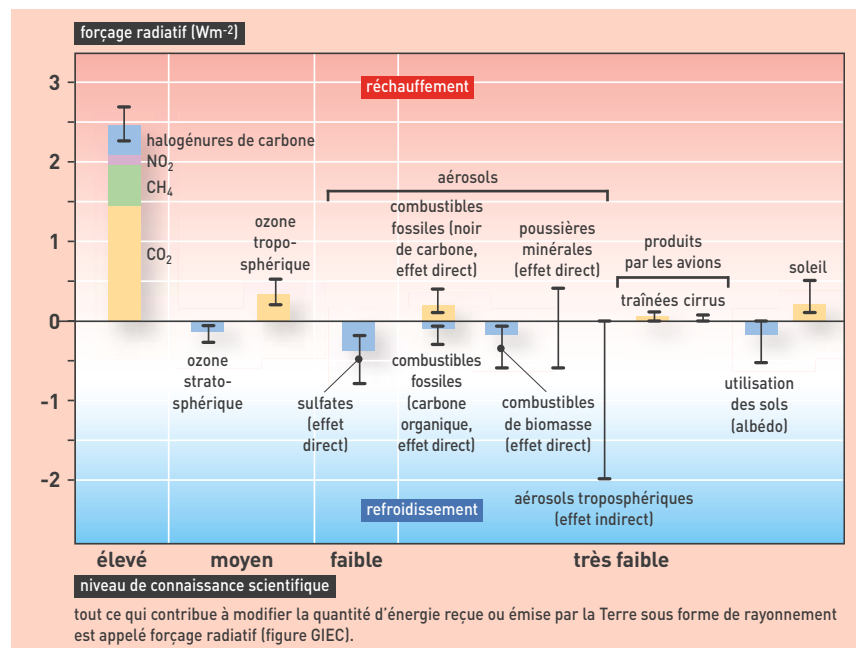 forçage radiatif (Wm-2)
3
2
1
0
-1
-2
réchauffement
halogénures de carbone
NO2
CH4
CO2
ozone
strato-
sphérique
ozone
tropo-
sphérique
aérosols
sulfates
(effet
direct)
combustibles
fossiles (noir
de carbone,
effet direct)
combustibles
fossiles
(carbone
organique,
effet direct)
combustibles
de biomasse
(effet direct)
poussières
minérales
(effet direct)
aérosols troposphériques
(effet indirect)
produits
par les avions
traînées cirrus
utilisation
des sols
(albédo)
soleil
refroidissement
élevé moyen faible très faible
niveau de connaissance scientifique
tout ce qui contribue à modifier la quantité d'énergie reçue ou émise par la Terre sous forme de rayonnement
est appelé forçage radiatif (figure GIEC).